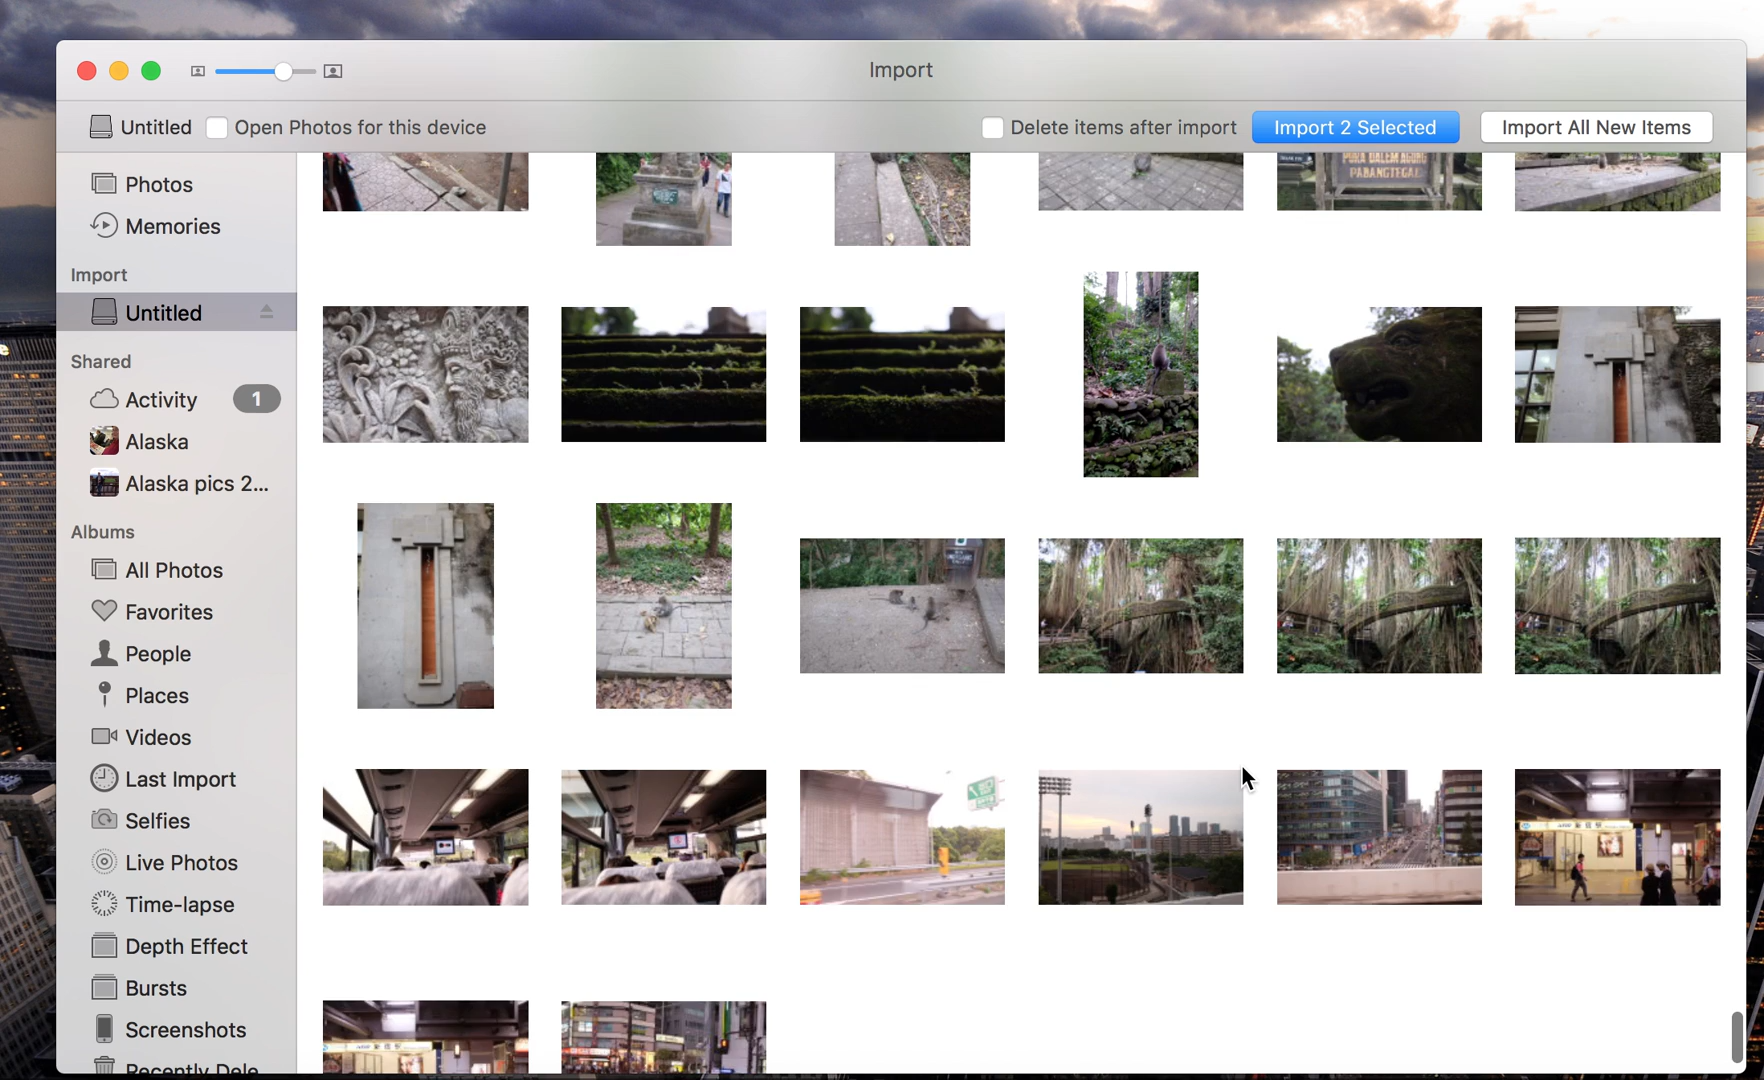 Import
Untitled
Open Photos for this device
Delete items after import
Import 2 Selected
Import All New Items
Photos
Memories
Import
Untitled
Shared
Activity
1
Alaska
Alaska pics 2...
Albums
All Photos
Favorites
People
Places
Videos
Last Import
Selfies
Live Photos
Time-lapse
Depth Effect
Bursts
Screenshots
Recently Dele
PURA DALEM AGUNG
PADANGTEGAL